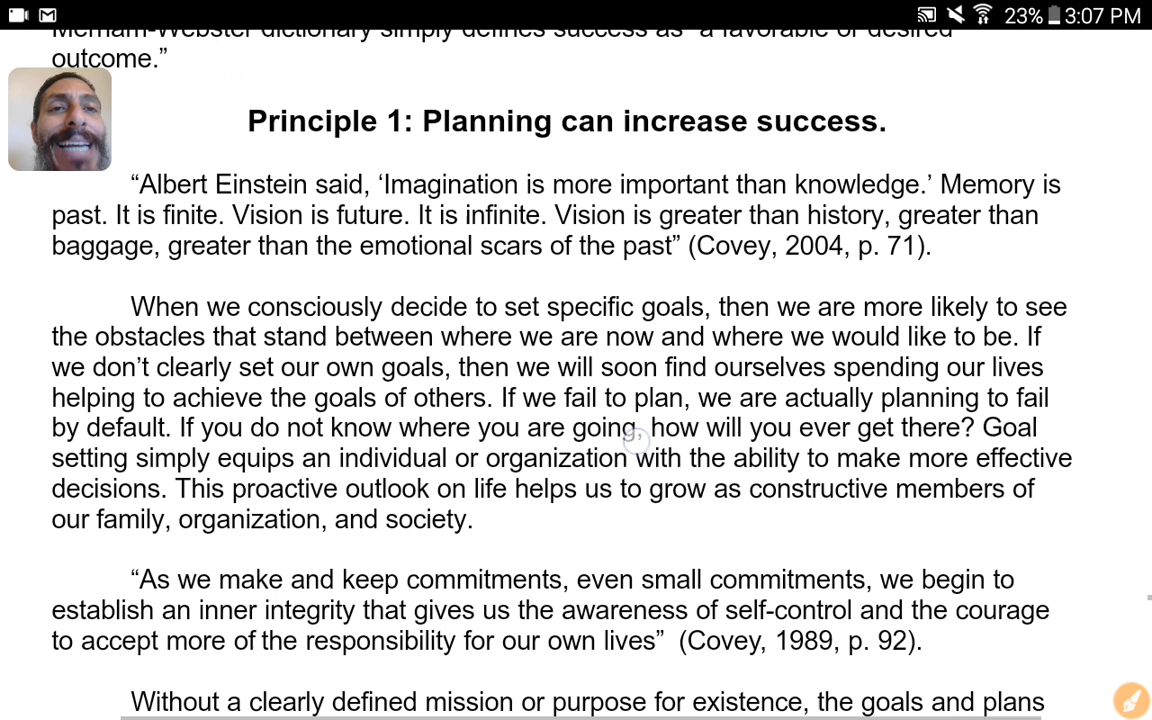 23% 3:07 PM
Merriam-Webster dictionary simply defines success as “a favorable or desired
outcome.”
Principle 1: Planning can increase success.
“Albert Einstein said, ‘Imagination is more important than knowledge.’ Memory is
past. It is finite. Vision is future. It is infinite. Vision is greater than history, greater than
baggage, greater than the emotional scars of the past” (Covey, 2004, p. 71).
When we consciously decide to set specific goals, then we are more likely to see
the obstacles that stand between where we are now and where we would like to be. If
we don’t clearly set our own goals, then we will soon find ourselves spending our lives
helping to achieve the goals of others. If we fail to plan, we are actually planning to fail
by default. If you do not know where you are going, how will you ever get there? Goal
setting simply equips an individual or organization with the ability to make more effective
decisions. This proactive outlook on life helps us to grow as constructive members of
our family, organization, and society.
“As we make and keep commitments, even small commitments, we begin to
establish an inner integrity that gives us the awareness of self-control and the courage
to accept more of the responsibility for our own lives”  (Covey, 1989, p. 92).
Without a clearly defined mission or purpose for existence, the goals and plans